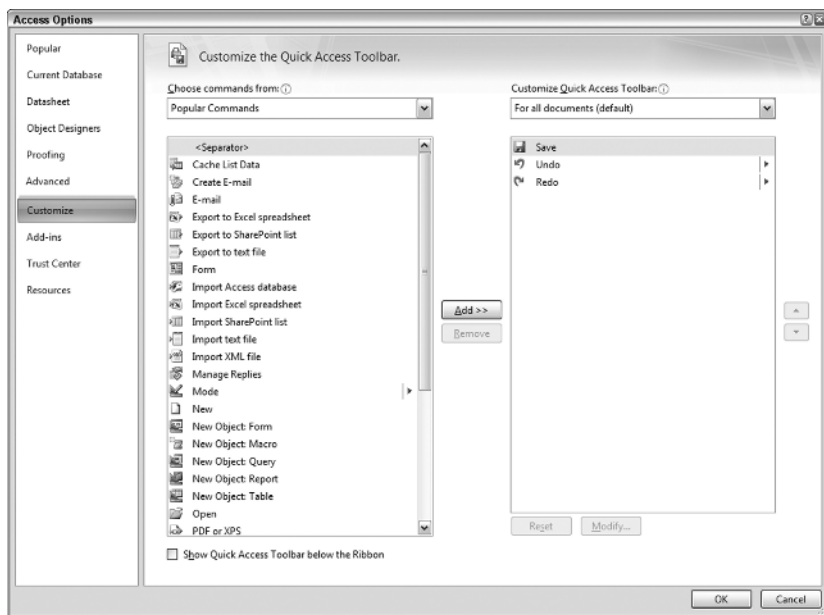 Access Options
Popular
Current Database
Datasheet
Object Designers
Proofing
Advanced
Customize
Add-ins
Trust Center
Resources
Customize the Quick Access Toolbar.
Choose commands from:
Popular Commands
<Separator>
Cache List Data
Create E-mail
E-mail
Export to Excel spreadsheet
Export to SharePoint list
Export to text file
Form
Import Access database
Import Excel spreadsheet
Import SharePoint list
Import text file
Import XML file
Manage Replies
Mode
New
New Object: Form
New Object: Macro
New Object: Query
New Object: Report
New Object: Table
Open
PDF or XPS
Show Quick Access Toolbar below the Ribbon
Add >>
Remove
Customize Quick Access Toolbar:
For all documents (default)
Save
Undo
Redo
Reset
Modify...
OK
Cancel